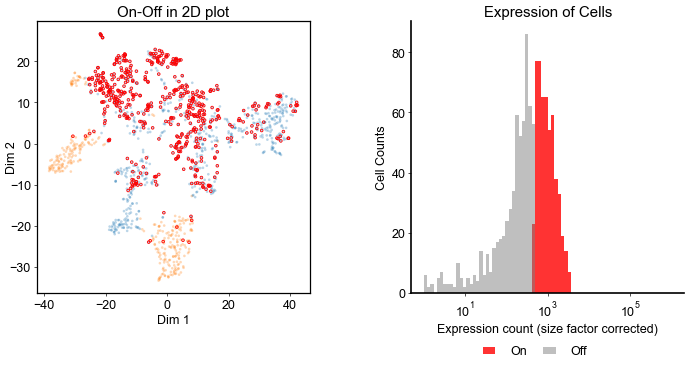 On-Off in 2D plot
Dim 2
20
10
0
−10
−20
−30
−40 −20 0 20 40
Dim 1
Expression of Cells
Cell Counts
80
60
40
20
0
10^1 10^3 10^5
Expression count (size factor corrected)
On Off